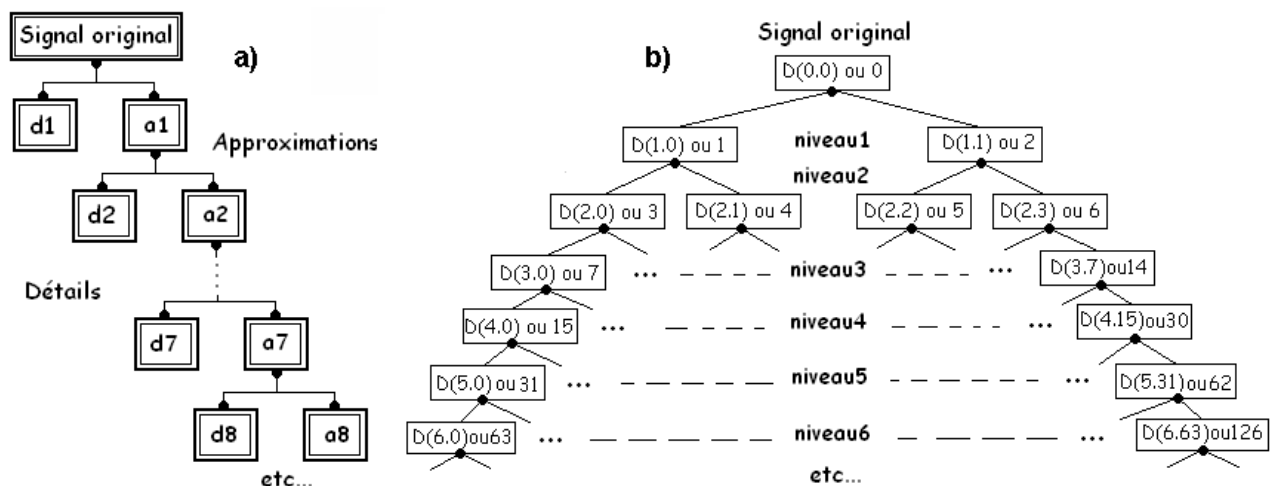 Signal original
a)
d1
a1
Approximations
d2
a2
Détails
d7
a7
d8
a8
etc...
b)
Signal original
D(0.0) ou 0
D(1.0) ou 1
niveau1
D(1.1) ou 2
niveau2
D(2.0) ou 3
D(2.1) ou 4
D(2.2) ou 5
D(2.3) ou 6
D(3.0) ou 7
...
niveau3
...
D(3.7)ou14
D(4.0) ou 15
...
niveau4
...
D(4.15)ou30
D(5.0) ou 31
...
niveau5
...
D(5.31)ou62
D(6.0)ou63
...
niveau6
...
D(6.63)ou126
etc...